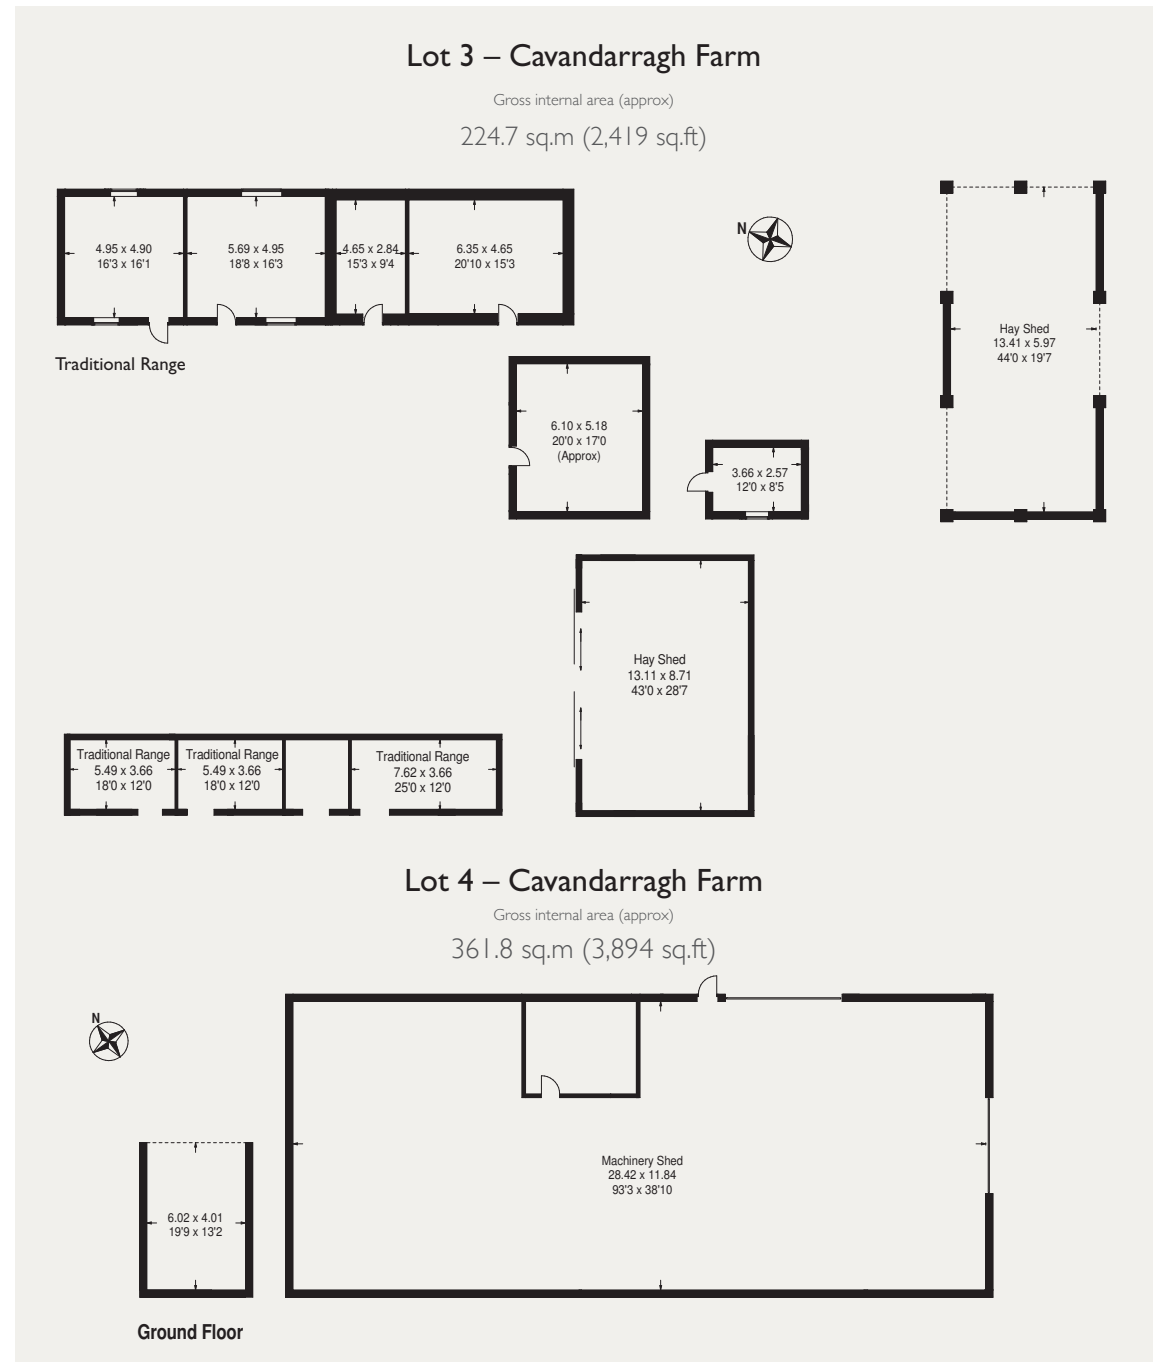 Lot 3 – Cavandarragh Farm
Gross internal area (approx)
224.7 sq.m (2,419 sq.ft)
4.95 x 4.90
16'3 x 16'1
5.69 x 4.95
18'8 x 16'3
4.65 x 2.84
15'3 x 9'4
6.35 x 4.65
20'10 x 15'3
N
Traditional Range
Hay Shed
13.41 x 5.97
44'0 x 19'7
6.10 x 5.18
20'0 x 17'0
(Approx)
3.66 x 2.57
12'0 x 8'5
Hay Shed
13.11 x 8.71
43'0 x 28'7
Traditional Range
5.49 x 3.66
18'0 x 12'0
Traditional Range
5.49 x 3.66
18'0 x 12'0
Traditional Range
7.62 x 3.66
25'0 x 12'0
Lot 4 – Cavandarragh Farm
Gross internal area (approx)
361.8 sq.m (3,894 sq.ft)
N
Machinery Shed
28.42 x 11.84
93'3 x 38'10
6.02 x 4.01
19'9 x 13'2
Ground Floor